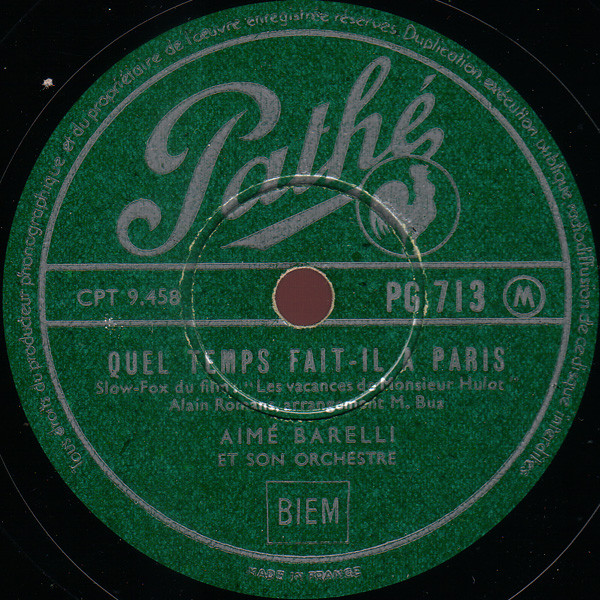 Tous droits du producteur phonographique et du propriétaire de l'œuvre enregistrée réservés. Duplication, exécution publique, radiodiffusion de ce disque interdites
Pathé
CPT 9.458
PG 713 M
QUEL TEMPS FAIT-IL A PARIS
Slow-Fox du film "Les vacances de Monsieur Hulot"
Alain Romans, arrangement M. Bua
AIMÉ BARELLI
ET SON ORCHESTRE
BIEM
MADE IN FRANCE